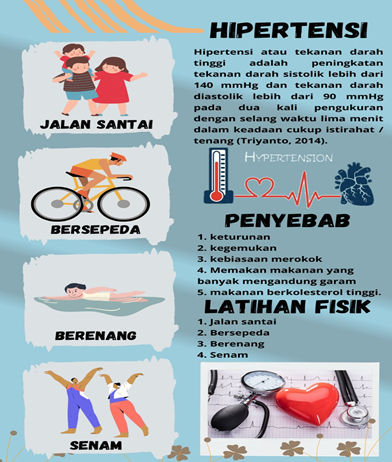 JALAN SANTAI
BERSEPEDA
BERENANG
SENAM
HIPERTENSI
Hipertensi atau tekanan darah
tinggi adalah peningkatan
tekanan darah sistolik lebih dari
140 mmHg dan tekanan darah
diastolik lebih dari 90 mmHg
pada dua kali pengukuran
dengan selang waktu lima menit
dalam keadaan cukup istirahat /
tenang (Triyanto, 2014).
HYPERTENSION
PENYEBAB
1. keturunan
2. kegemukan
3. kebiasaan merokok
4. Memakan makanan yang
banyak mengandung garam
5. makanan berkolesterol tinggi.
LATIHAN FISIK
1. Jalan santai
2. Bersepeda
3. Berenang
4. Senam